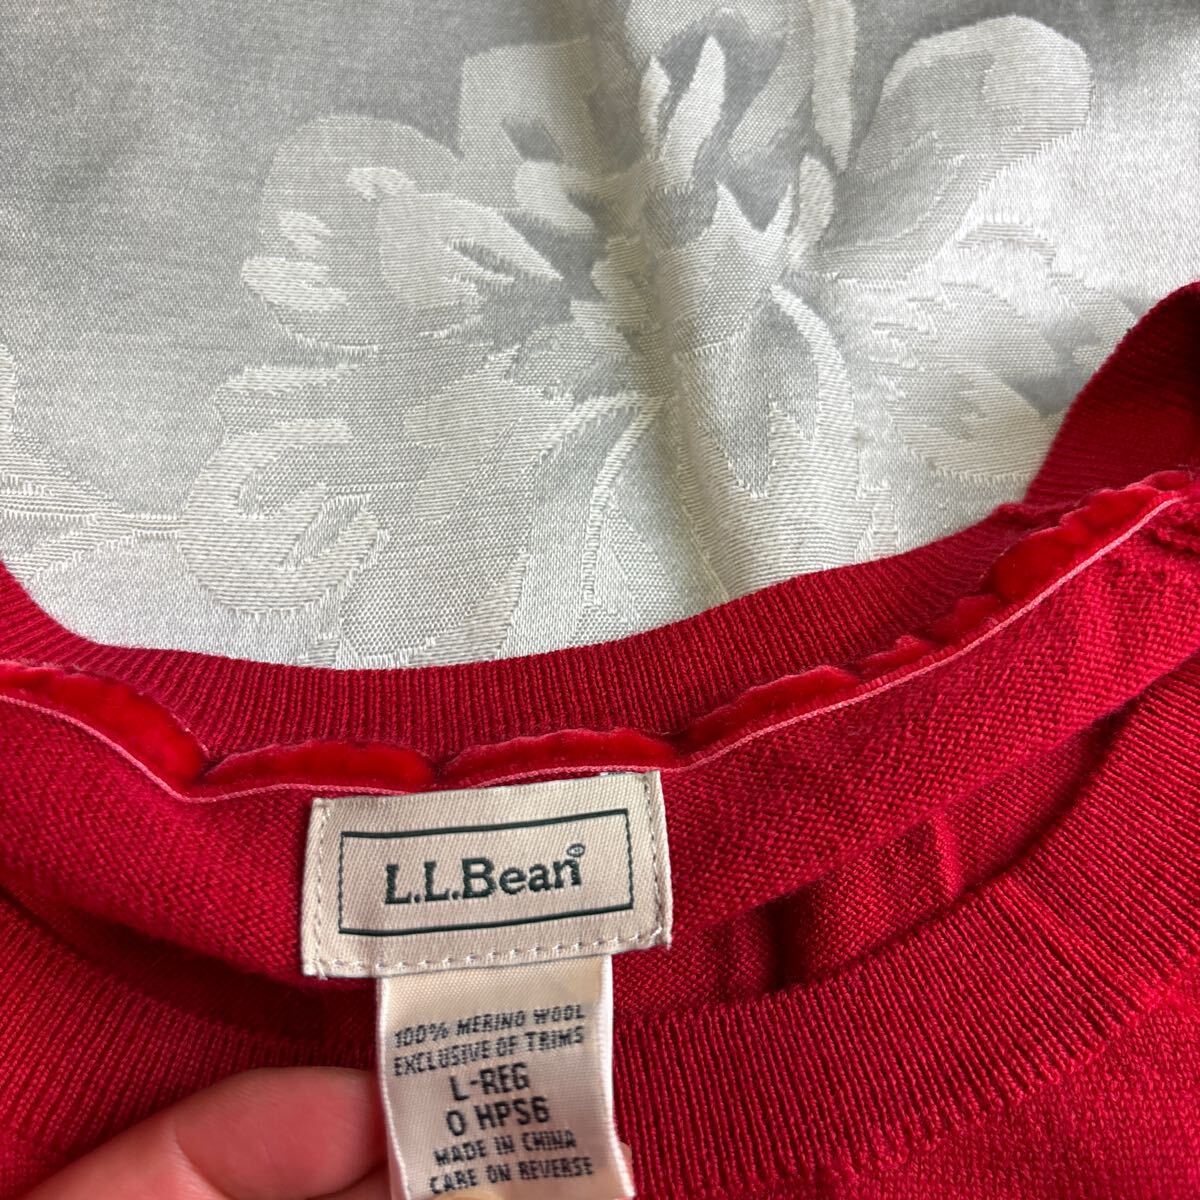 L.L.Bean®
100% MERINO WOOL
EXCLUSIVE OF TRIMS
L-REG
0 HPS6
MADE IN CHINA
CARE ON REVERSE